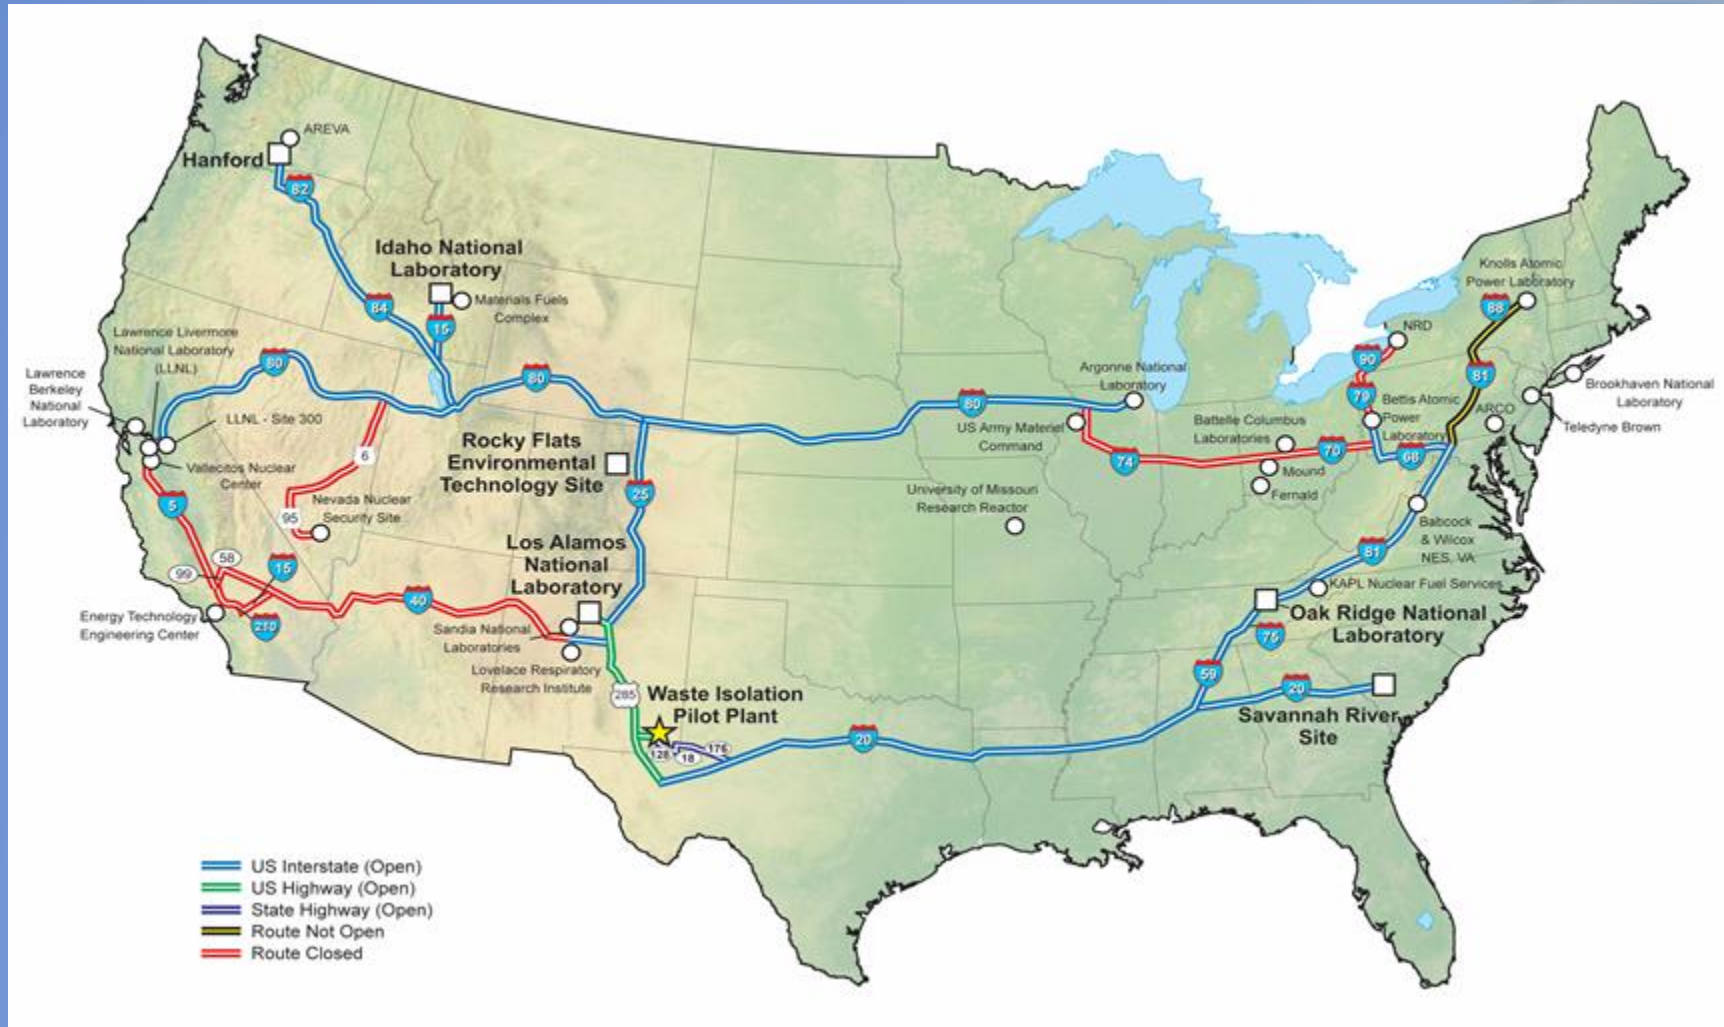 AREVA
Hanford
82
Idaho National
Laboratory
Materials Fuels
Complex
84
15
Knolls Atomic
Power Laboratory
88
NRD
90
Lawrence Livermore
National Laboratory
(LLNL)
80
80
Argonne National
Laboratory
80
79
81
Lawrence
Berkeley
National
Laboratory
Brookhaven National
Laboratory
Bettis Atomic
Power
Laboratory
ARCO
Teledyne Brown
LLNL - Site 300
US Army Materiel
Command
Battelle Columbus
Laboratories
Rocky Flats
Environmental
Technology Site
6
74
70
68
Vallecitos Nuclear
Center
Mound
Fernald
Nevada Nuclear
Security Site
25
5
95
University of Missouri
Research Reactor
Babcock
& Wilcox
NES, VA
Los Alamos
National
Laboratory
81
58
99
15
40
KAPL Nuclear Fuel Services
Oak Ridge National
Laboratory
75
Energy Technology
Engineering Center
210
Sandia National
Laboratories
Lovelace Respiratory
Research Institute
59
20
285
Waste Isolation
Pilot Plant
Savannah River
Site
128
18
176
20
US Interstate (Open)
US Highway (Open)
State Highway (Open)
Route Not Open
Route Closed